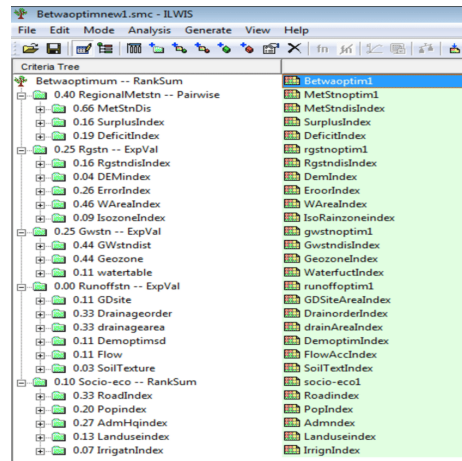 Betwaoptimnew1.smc - ILWIS
File Edit Mode Analysis Generate View Help
fn
Criteria Tree
Betwaoptimum -- RankSum Betwaoptim1
0.40 RegionalMetstn -- Pairwise MetStnoptim1
0.66 MetStnDis MetStndisIndex
0.16 SurplusIndex SurplusIndex
0.19 DeficitIndex DeficitIndex
0.25 Rgstn -- ExpVal rgstnoptim1
0.16 RgstndisIndex RgstndisIndex
0.04 DEMindex DemIndex
0.26 ErrorIndex EroorIndex
0.46 WAreaIndex WAreaIndex
0.09 IsozoneIndex IsoRainzoneindex
0.25 Gwstn -- ExpVal gwstnoptim1
0.44 GWstndist GwstndisIndex
0.44 Geozone GeozoneIndex
0.11 watertable WaterfuctIndex
0.00 Runoffstn -- ExpVal runoffoptim1
0.11 GDsite GDSiteAreaIndex
0.33 Drainageorder DrainorderIndex
0.33 drainagearea drainAreaIndex
0.11 Demoptimsd DemoptimIndex
0.11 Flow FlowAccIndex
0.03 SoilTexture SoilTextIndex
0.10 Socio-eco -- RankSum socio-eco1
0.33 RoadIndex Roadindex
0.20 Popindex PopIndex
0.27 AdmHqindex Admndex
0.13 Landuseindex Landuseindex
0.07 IrrigatnIndex IrrignIndex